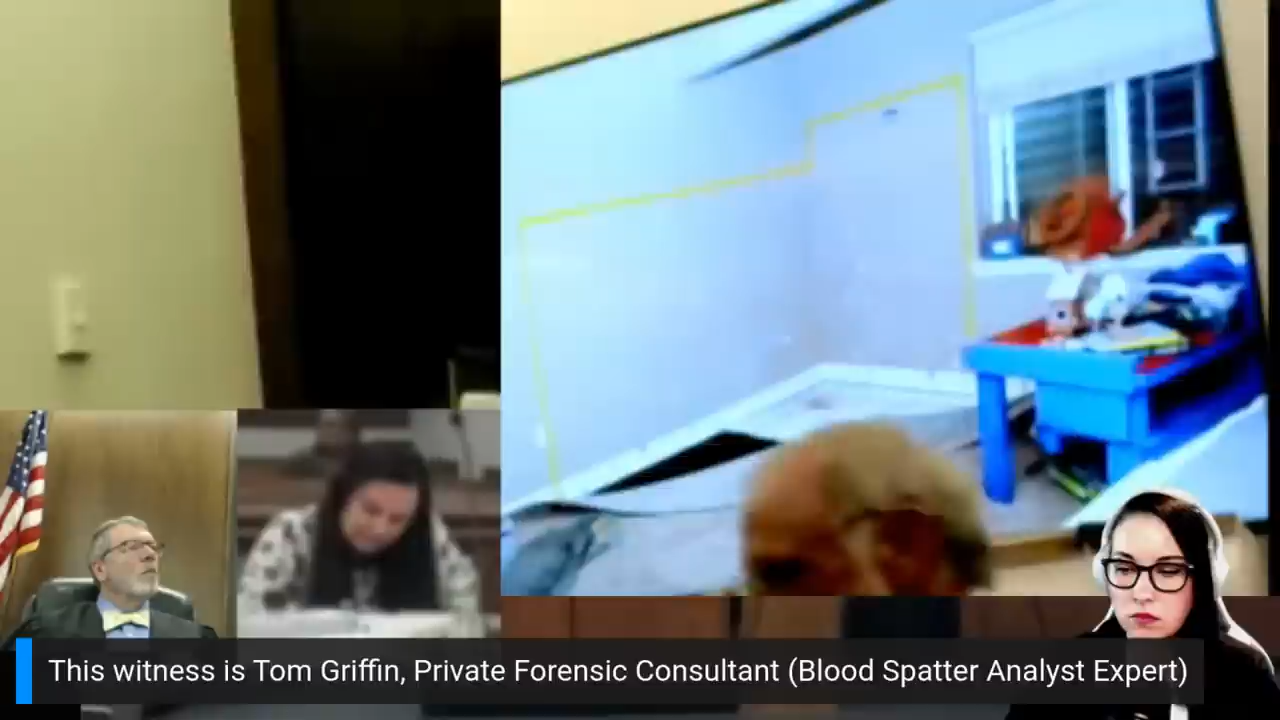 This witness is Tom Griffin, Private Forensic Consultant (Blood Spatter Analyst Expert)